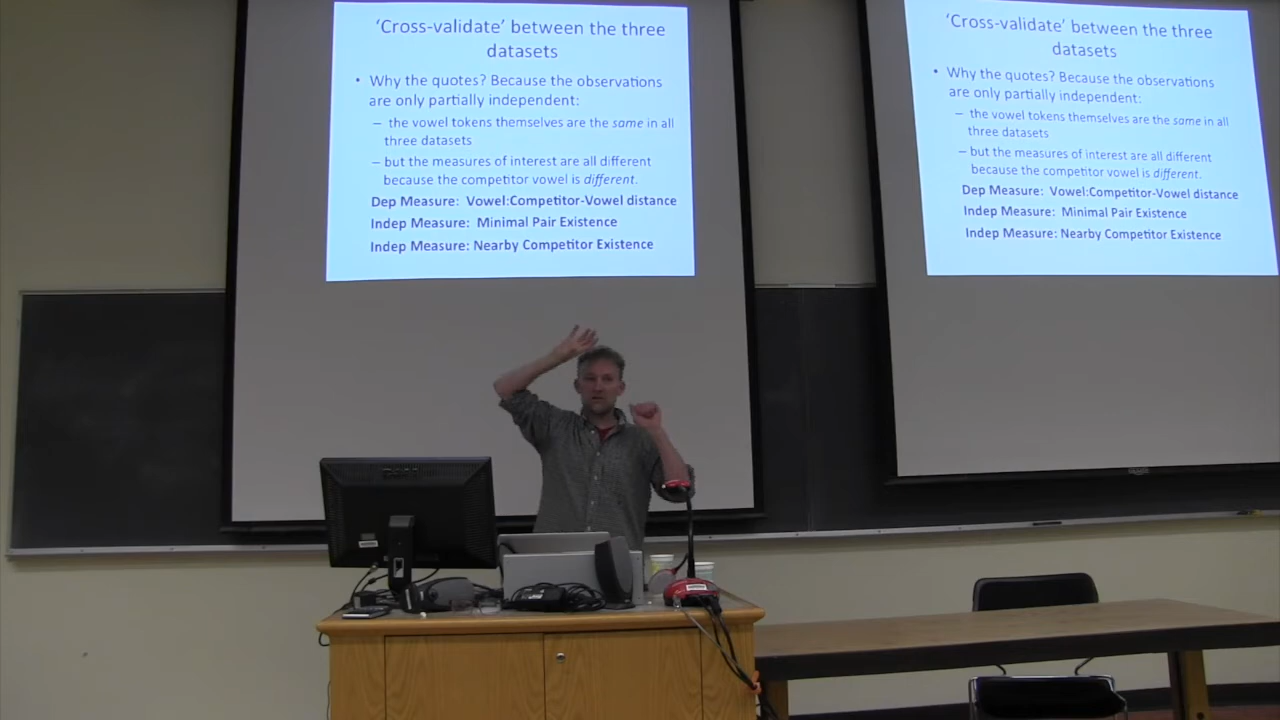 ‘Cross-validate’ between the three
datasets
• Why the quotes? Because the observations
are only partially independent:
– the vowel tokens themselves are the same in all
three datasets
– but the measures of interest are all different
because the competitor vowel is different.
Dep Measure: Vowel:Competitor-Vowel distance
Indep Measure: Minimal Pair Existence
Indep Measure: Nearby Competitor Existence
‘Cross-validate’ between the three
datasets
• Why the quotes? Because the observations
are only partially independent:
– the vowel tokens themselves are the same in all
three datasets
– but the measures of interest are all different
because the competitor vowel is different.
Dep Measure: Vowel:Competitor-Vowel distance
Indep Measure: Minimal Pair Existence
Indep Measure: Nearby Competitor Existence